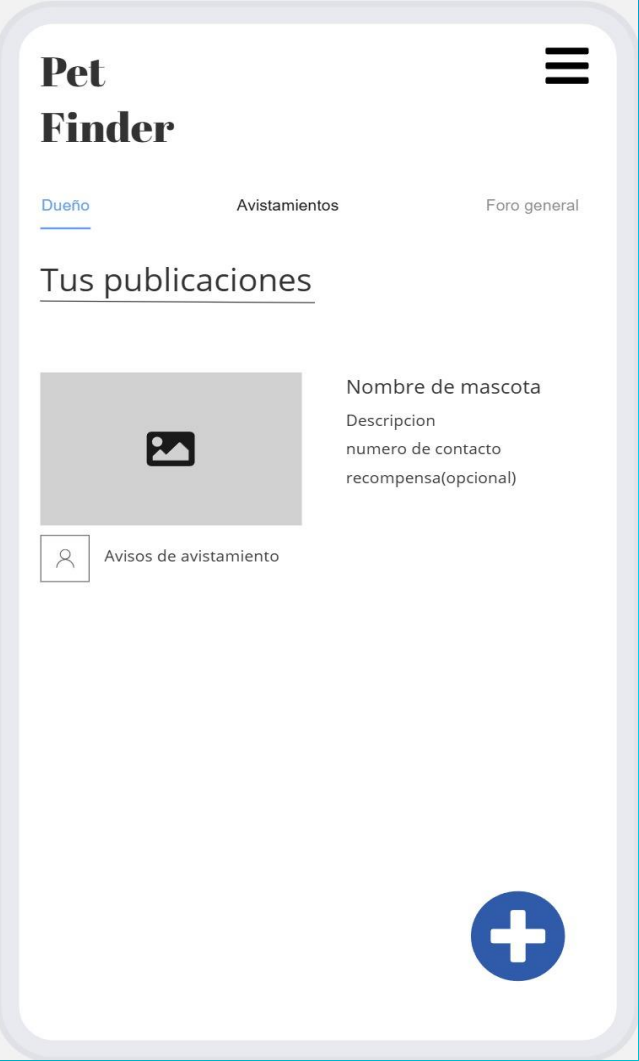 Pet
Finder
Dueño Avistamientos Foro general
Tus publicaciones
Nombre de mascota
Descripcion
numero de contacto
recompensa(opcional)
Avisos de avistamiento